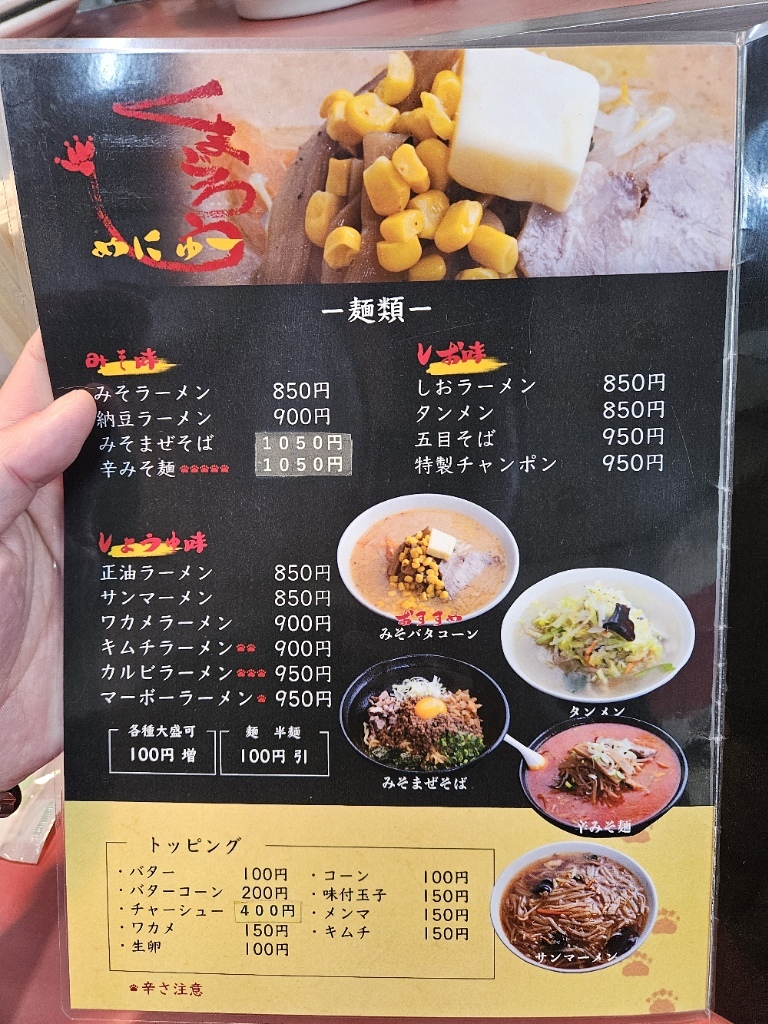 くまごろう
めにゅー
ー麺類ー
みそ味
みそラーメン 850円
納豆ラーメン 900円
みそまぜそば 1050円
辛みそ麺 1050円
しお味
しおラーメン 850円
タンメン 850円
五目そば 950円
特製チャンポン 950円
しょうゆ味
正油ラーメン 850円
サンマーメン 850円
ワカメラーメン 900円
キムチラーメン 900円
カルビラーメン 950円
マーボーラーメン 950円
各種大盛可
100円 増
麺 半麺
100円 引
おすすめ
みそバタコーン
タンメン
みそまぜそば
辛みそ麺
サンマーメン
トッピング
・バター 100円
・バターコーン 200円
・チャーシュー 400円
・ワカメ 150円
・生卵 100円
・コーン 100円
・味付玉子 150円
・メンマ 150円
・キムチ 150円
辛さ注意